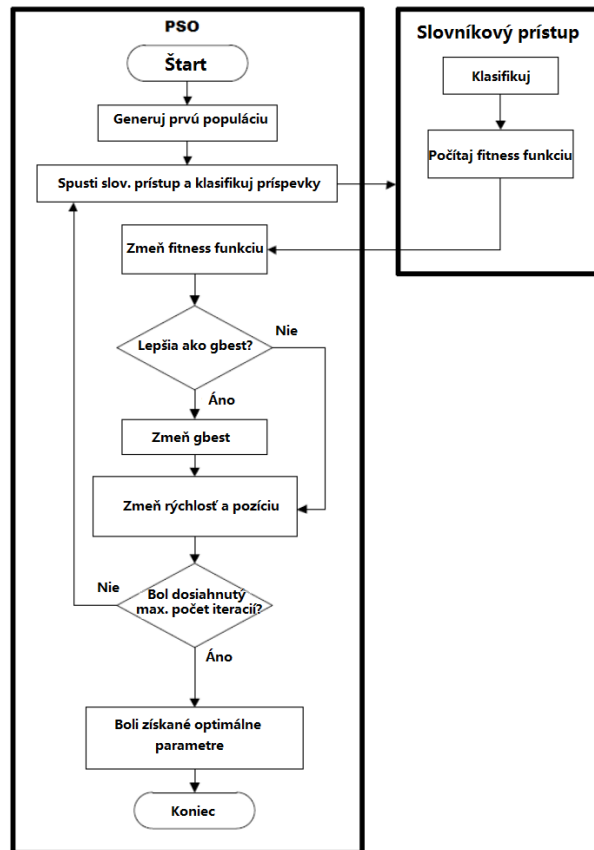 PSO
Štart
Generuj prvú populáciu
Spusti slov. prístup a klasifikuj príspevky
Zmeň fitness funkciu
Lepšia ako gbest?
Nie
Áno
Zmeň gbest
Zmeň rýchlosť a pozíciu
Nie
Bol dosiahnutý
max. počet iteracií?
Áno
Boli získané optimálne
parametre
Koniec
Slovníkový prístup
Klasifikuj
Počítaj fitness funkciu